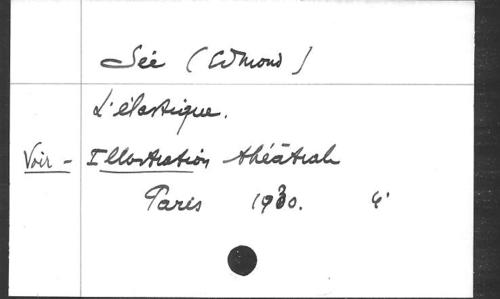 Sée (Edmond)
L'élastique.
Voir - Illustration théâtrale
Paris 1930. 4°